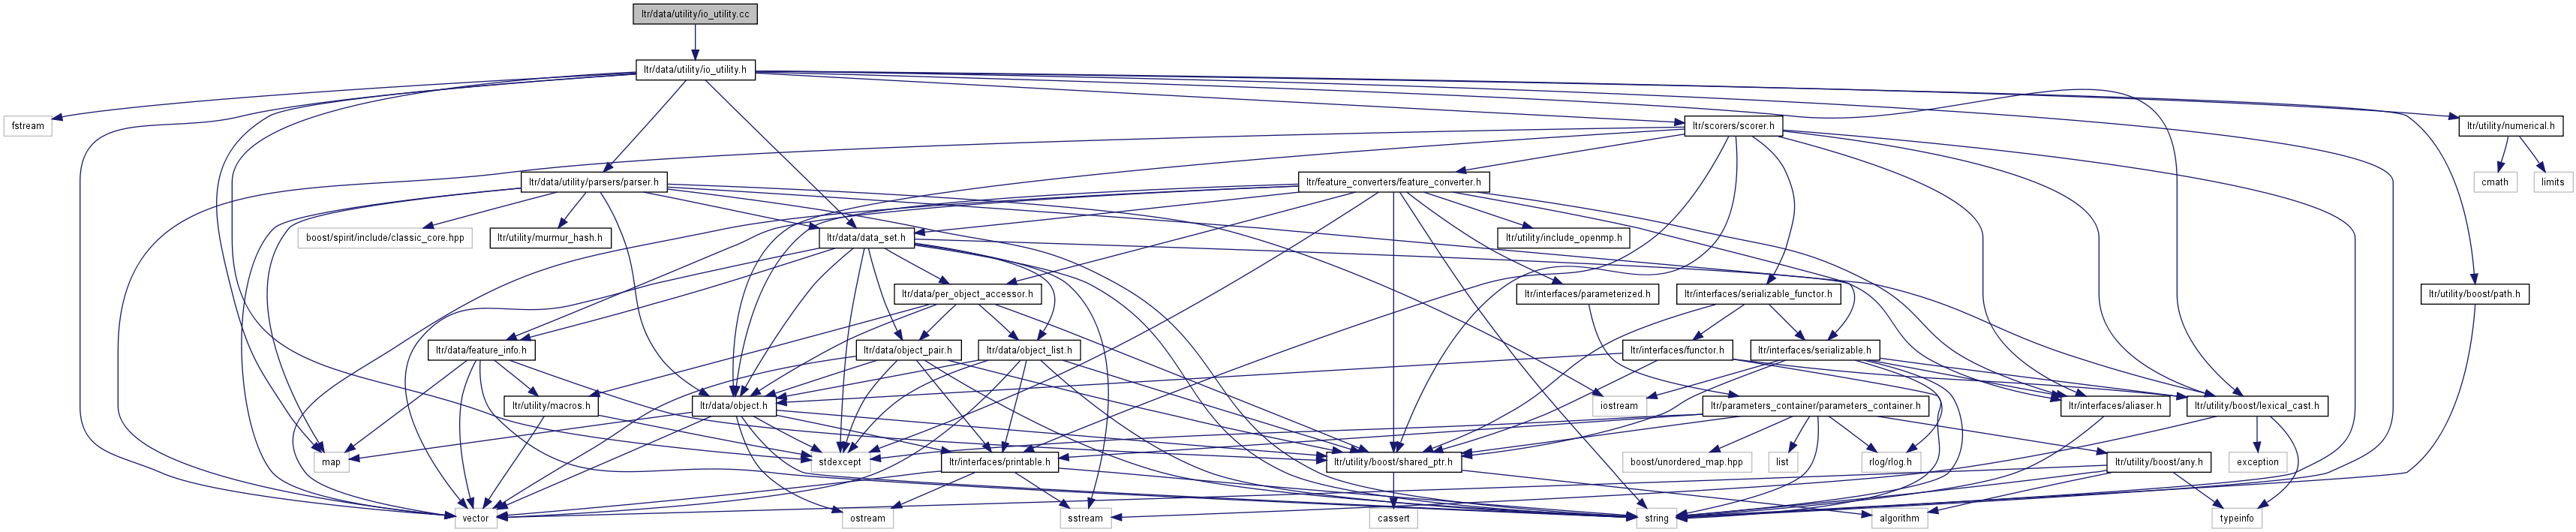 ltr/data/utility/io_utility.cc
ltr/data/utility/io_utility.h
fstream
ltr/scorers/scorer.h
ltr/utility/numerical.h
ltr/data/utility/parsers/parser.h
ltr/feature_converters/feature_converter.h
cmath
limits
boost/spirit/include/classic_core.hpp
ltr/utility/murmur_hash.h
ltr/data/data_set.h
ltr/utility/include_openmp.h
ltr/data/per_object_accessor.h
ltr/interfaces/parameterized.h
ltr/interfaces/serializable_functor.h
ltr/utility/boost/path.h
ltr/data/feature_info.h
ltr/data/object_pair.h
ltr/data/object_list.h
ltr/interfaces/functor.h
ltr/interfaces/serializable.h
ltr/utility/macros.h
ltr/data/object.h
iostream
ltr/parameters_container/parameters_container.h
ltr/interfaces/aliaser.h
ltr/utility/boost/lexical_cast.h
map
stdexcept
ltr/interfaces/printable.h
ltr/utility/boost/shared_ptr.h
boost/unordered_map.hpp
list
rlog/rlog.h
ltr/utility/boost/any.h
exception
vector
ostream
sstream
cassert
string
algorithm
typeinfo